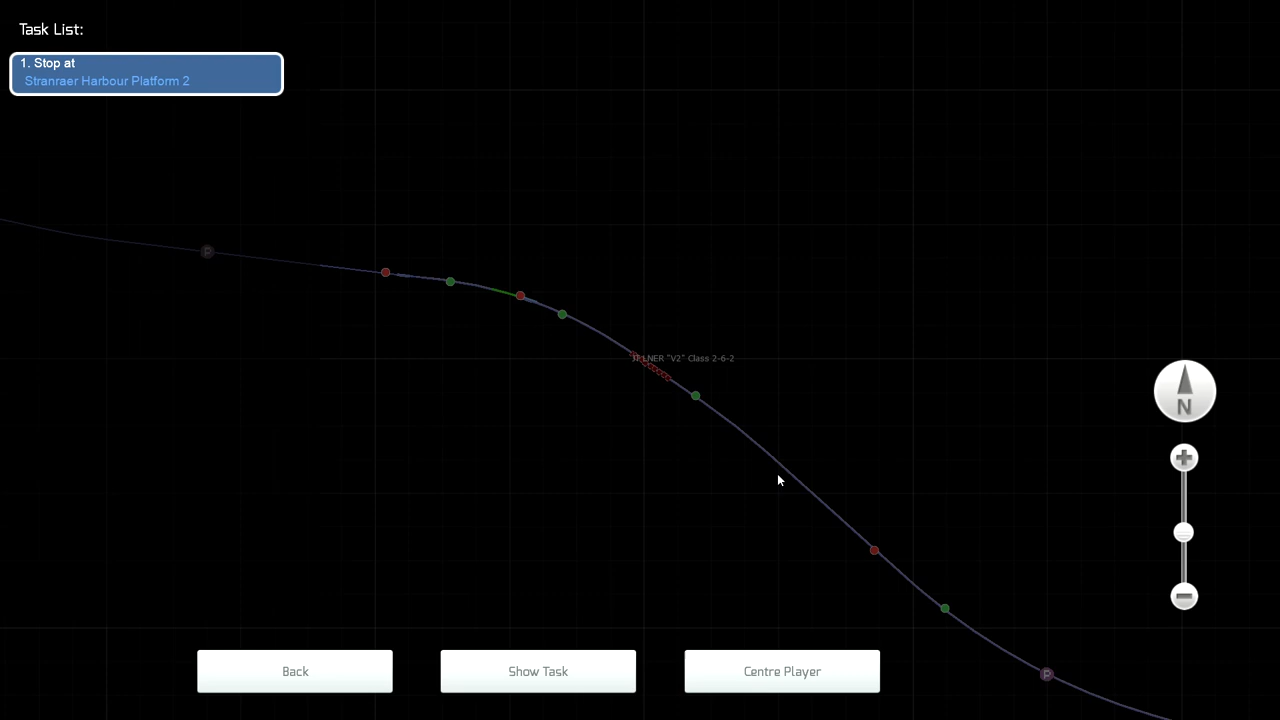 Task List:
1. Stop at
Stranraer Harbour Platform 2
P
LNER "V2" Class 2-6-2
N
P
Back
Show Task
Centre Player